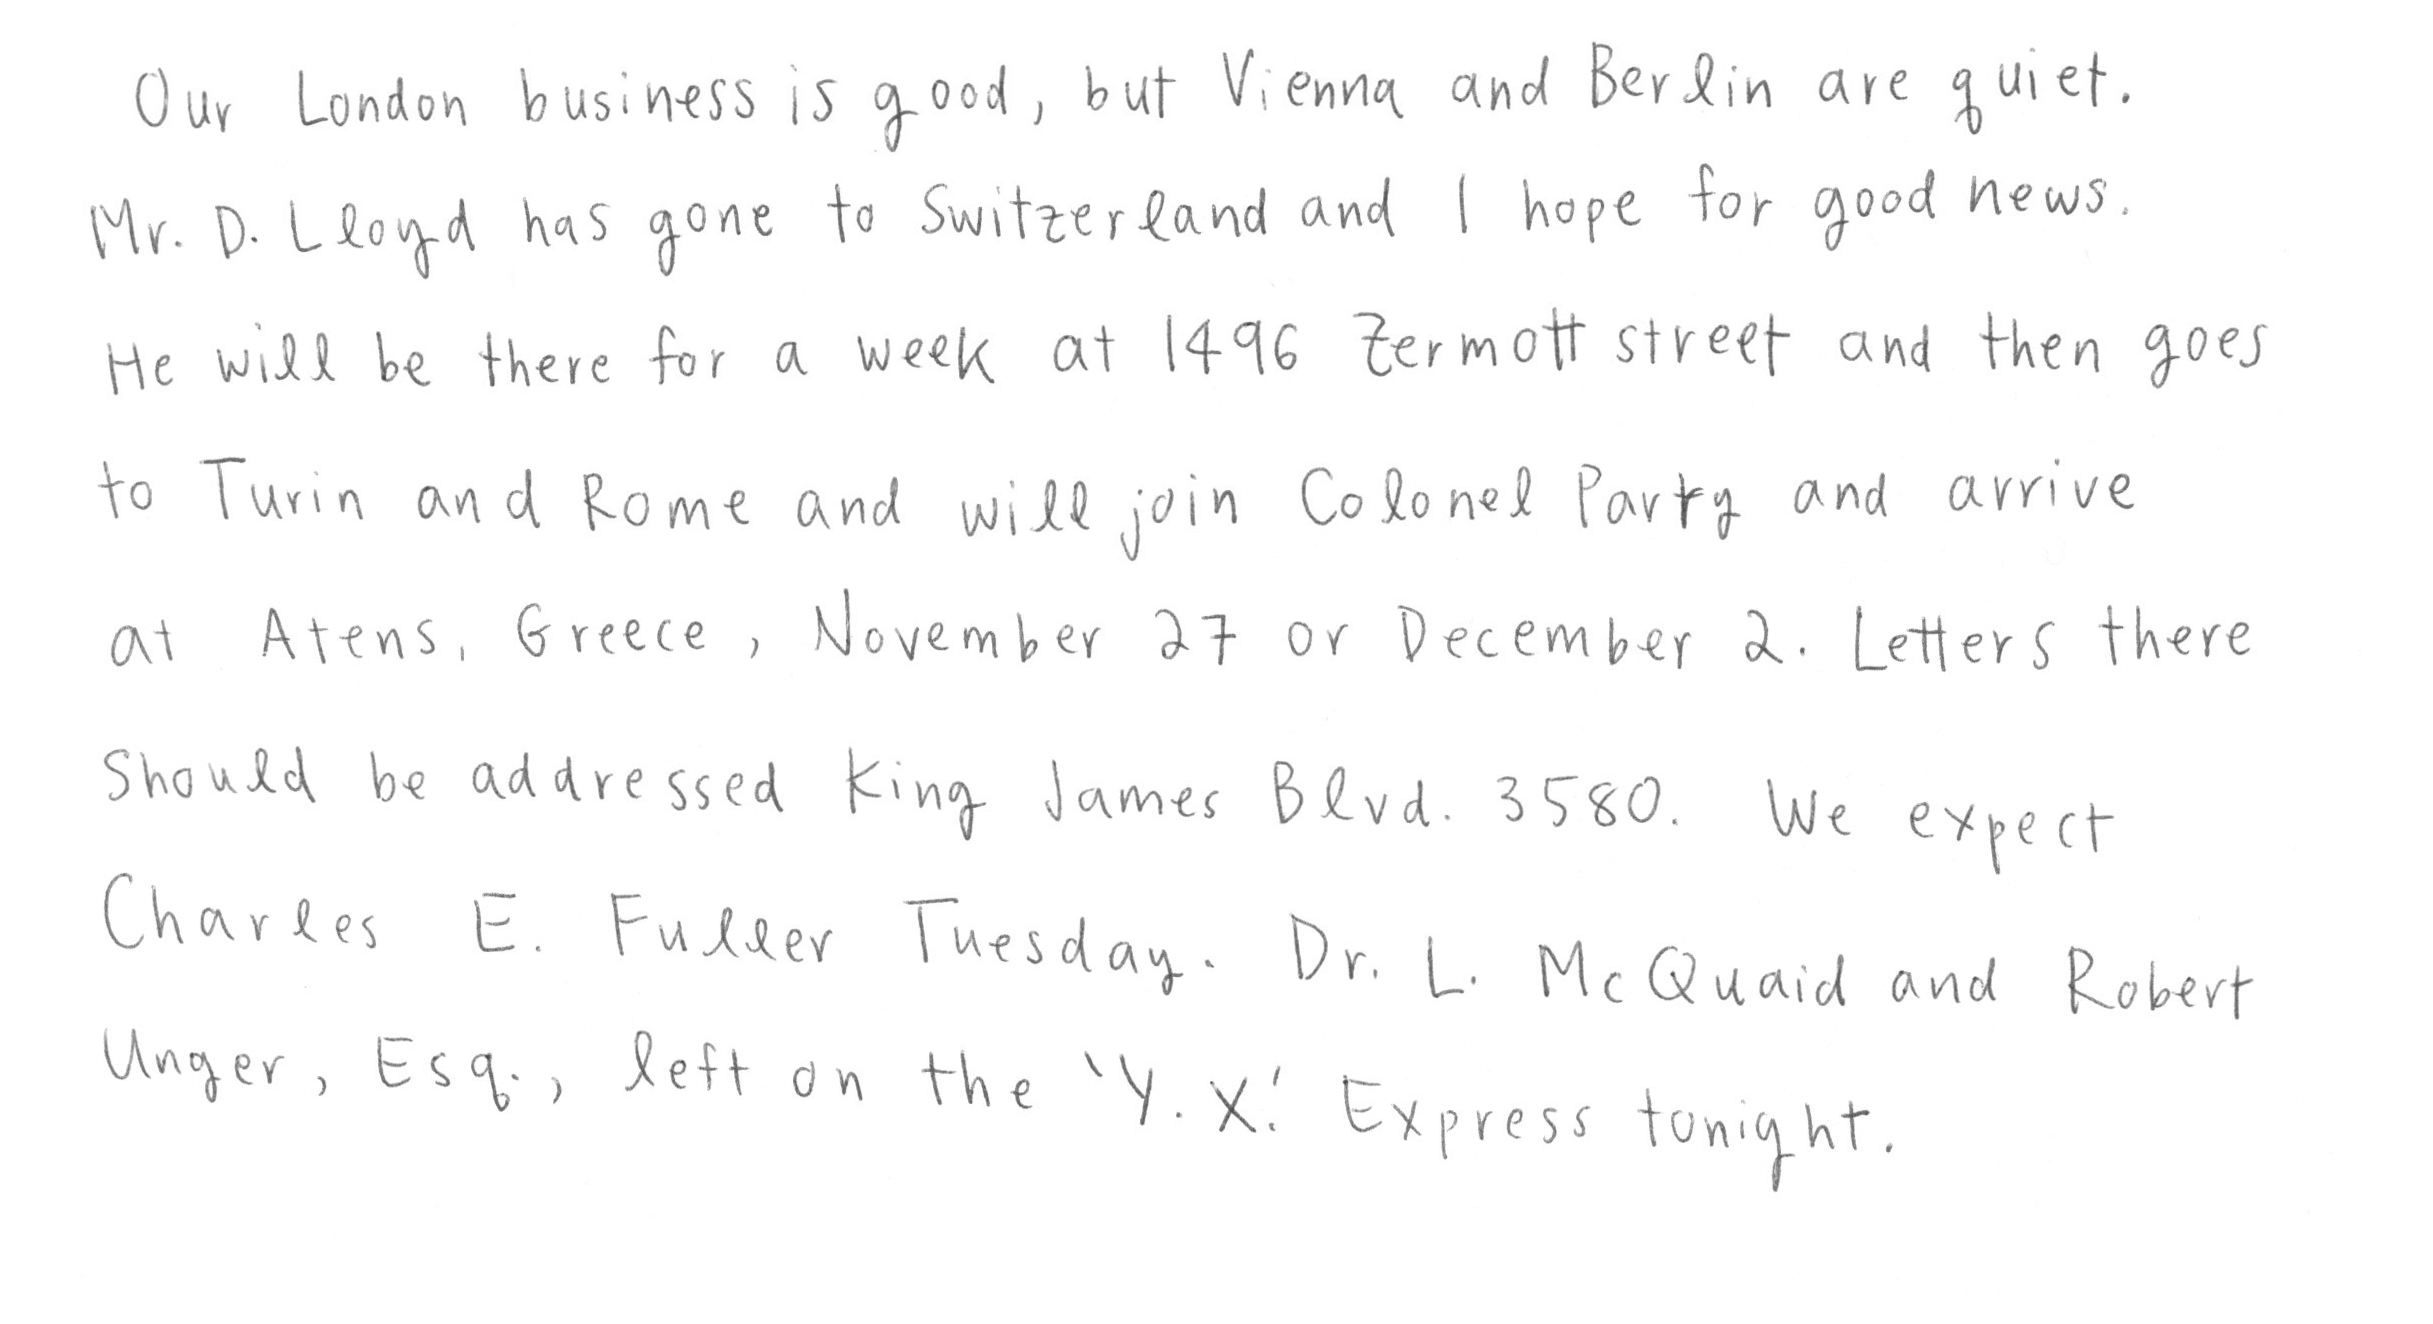 Our London business is good, but Vienna and Berlin are quiet.
Mr. D. Lloyd has gone to Switzerland and I hope for good news.
He will be there for a week at 1496 Zermott street and then goes
to Turin and Rome and will join Colonel Parry and arrive
at Atens, Greece, November 27 or December 2. Letters there
Should be addressed King James Blvd. 3580. We expect
Charles E. Fuller Tuesday. Dr. L. McQuaid and Robert
Unger, Esq., left on the 'Y.X.' Express tonight.